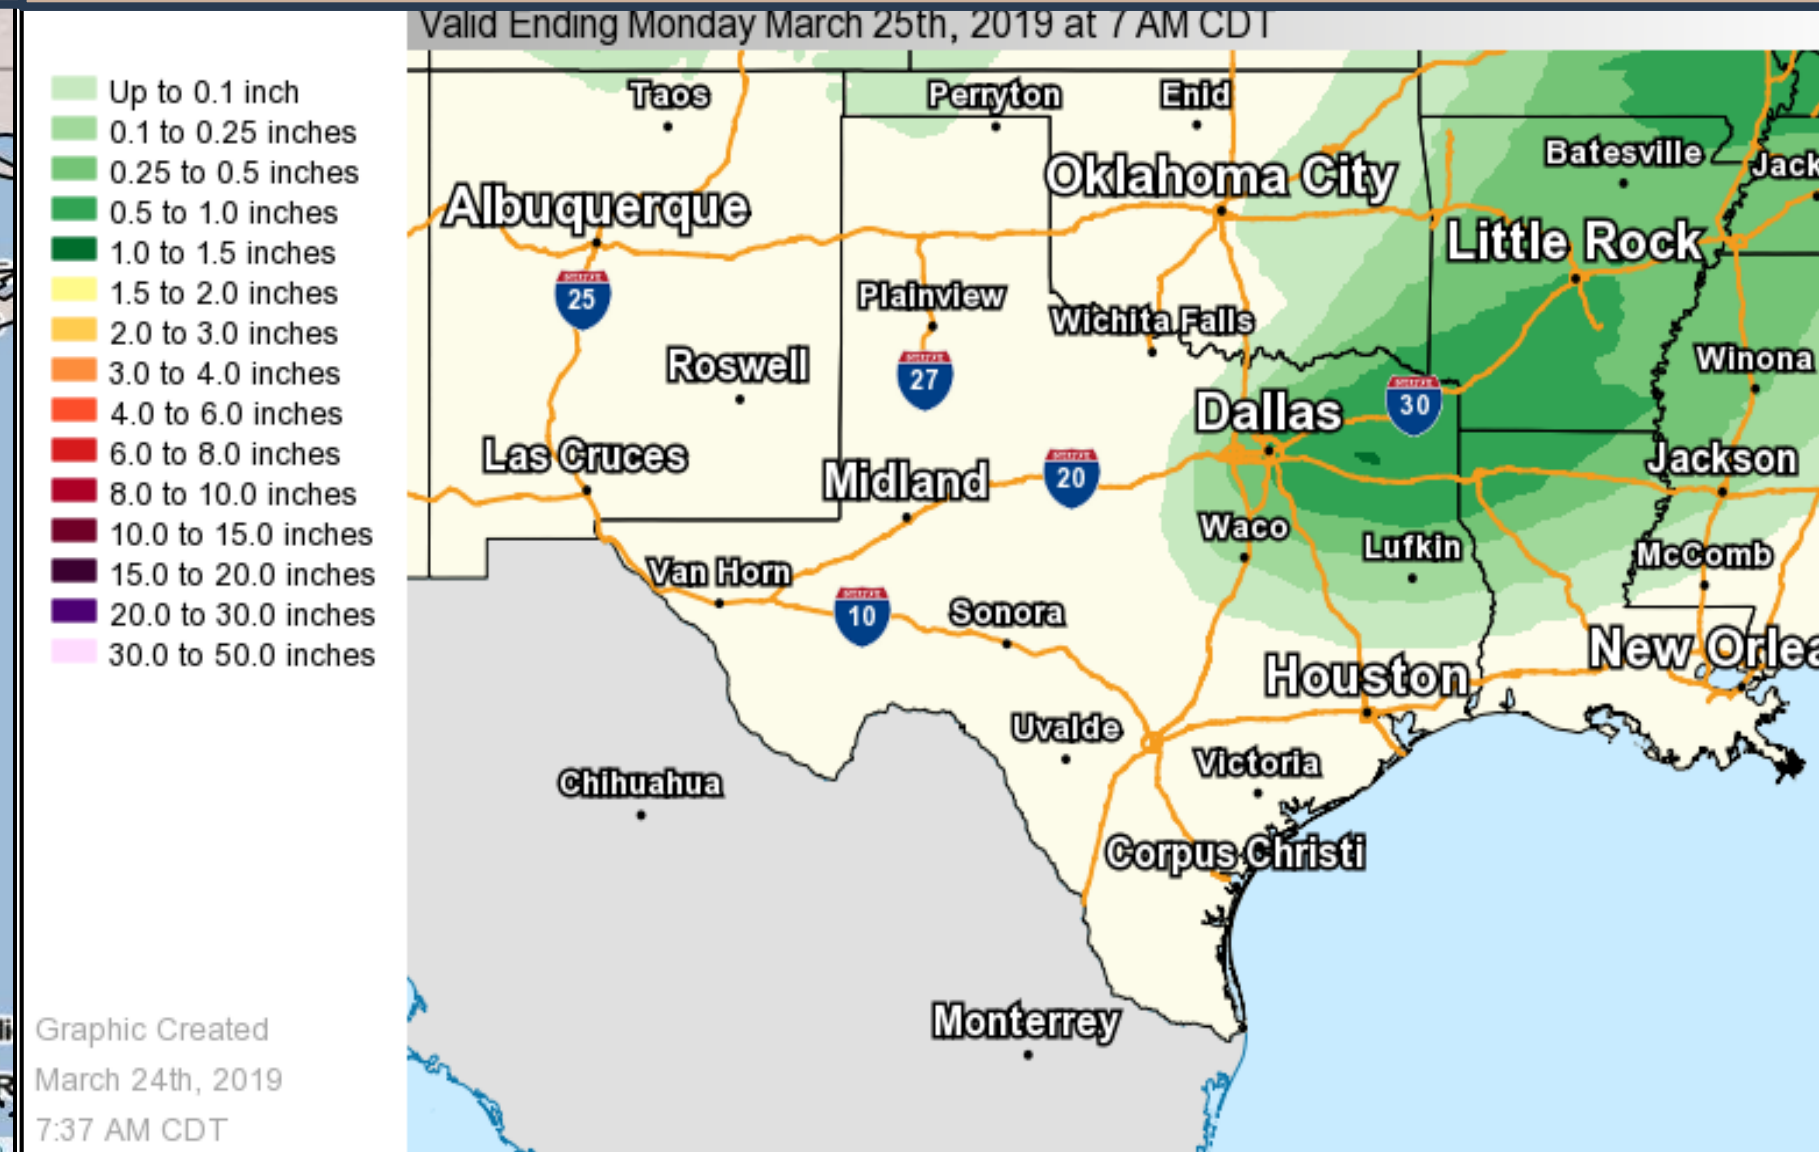 Valid Ending Monday March 25th, 2019 at 7 AM CDT
Up to 0.1 inch
0.1 to 0.25 inches
0.25 to 0.5 inches
0.5 to 1.0 inches
1.0 to 1.5 inches
1.5 to 2.0 inches
2.0 to 3.0 inches
3.0 to 4.0 inches
4.0 to 6.0 inches
6.0 to 8.0 inches
8.0 to 10.0 inches
10.0 to 15.0 inches
15.0 to 20.0 inches
20.0 to 30.0 inches
30.0 to 50.0 inches
Graphic Created
March 24th, 2019
7:37 AM CDT
Taos
Perryton
Enid
Batesville
Jack
Oklahoma City
Albuquerque
Little Rock
25
Plainview
Wichita Falls
Winona
Roswell
27
30
Dallas
Las Cruces
Midland
20
Jackson
Waco
Lufkin
McComb
Van Horn
10
Sonora
New Orlea
Houston
Uvalde
Victoria
Chihuahua
Corpus Christi
Monterrey